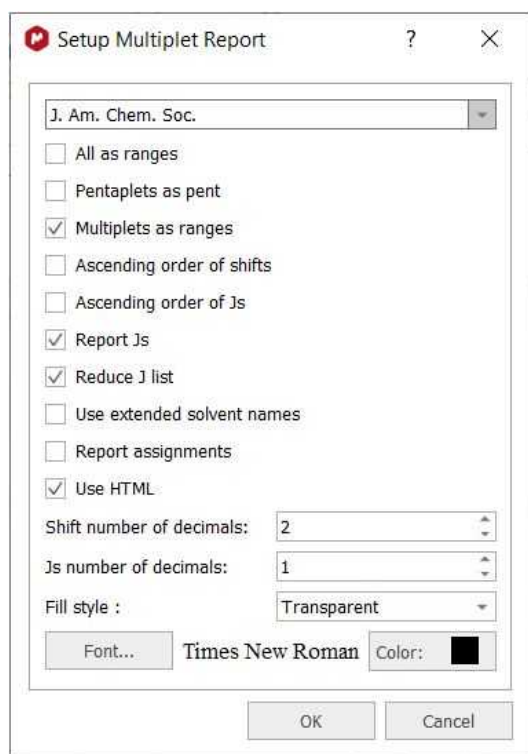 Setup Multiplet Report
?
J. Am. Chem. Soc.
All as ranges
Pentaplets as pent
Multiplets as ranges
Ascending order of shifts
Ascending order of Js
Report Js
Reduce J list
Use extended solvent names
Report assignments
Use HTML
Shift number of decimals: 2
Js number of decimals: 1
Fill style : Transparent
Font... Times New Roman Color:
OK Cancel